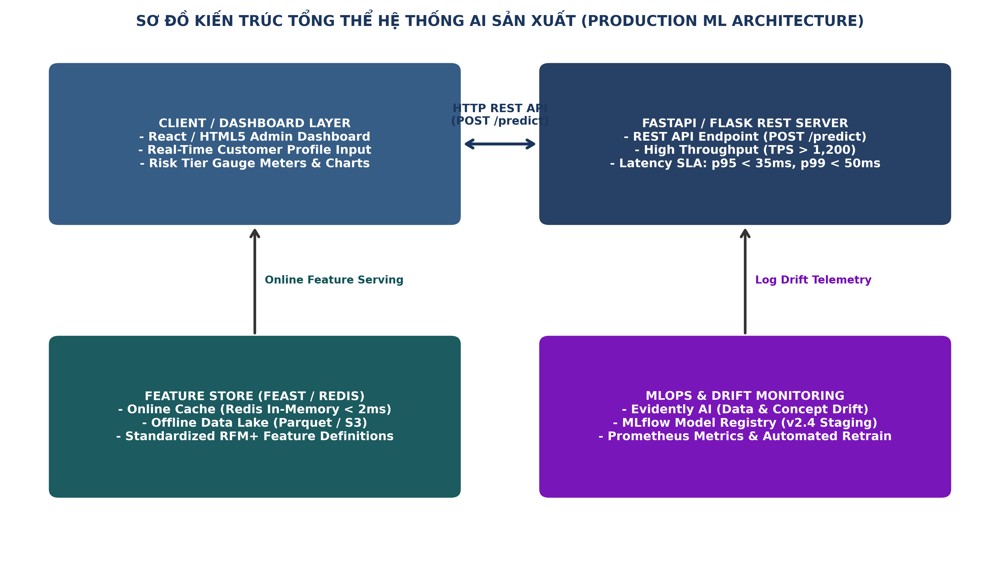 SƠ ĐỒ KIẾN TRÚC TỔNG THỂ HỆ THỐNG AI SẢN XUẤT (PRODUCTION ML ARCHITECTURE)
CLIENT / DASHBOARD LAYER
- React / HTML5 Admin Dashboard
- Real-Time Customer Profile Input
- Risk Tier Gauge Meters & Charts
HTTP REST API
(POST /predict)
FASTAPI / FLASK REST SERVER
- REST API Endpoint (POST /predict)
- High Throughput (TPS > 1,200)
- Latency SLA: p95 < 35ms, p99 < 50ms
Online Feature Serving
Log Drift Telemetry
FEATURE STORE (FEAST / REDIS)
- Online Cache (Redis In-Memory < 2ms)
- Offline Data Lake (Parquet / S3)
- Standardized RFM+ Feature Definitions
MLOPS & DRIFT MONITORING
- Evidently AI (Data & Concept Drift)
- MLflow Model Registry (v2.4 Staging)
- Prometheus Metrics & Automated Retrain